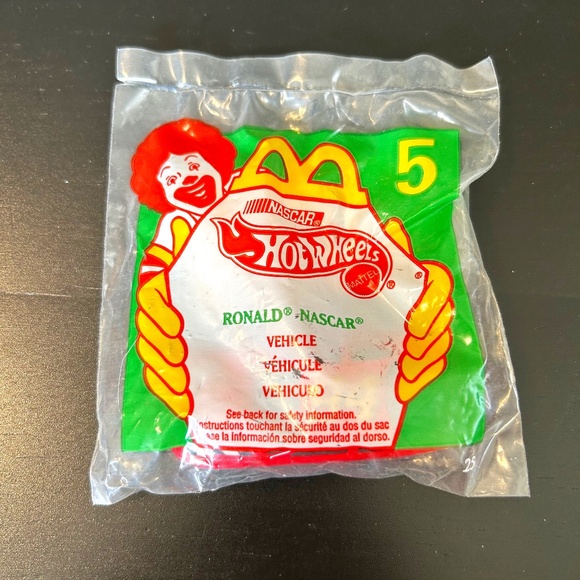 5
NASCAR®
HOT WHEELS
MATTEL ®
RONALD® -NASCAR®
VEHICLE
VÉHICULE
VEHICULO
See back for safety information.
Instructions touchant la sécurité au dos du sac
la información sobre seguridad al dorso.